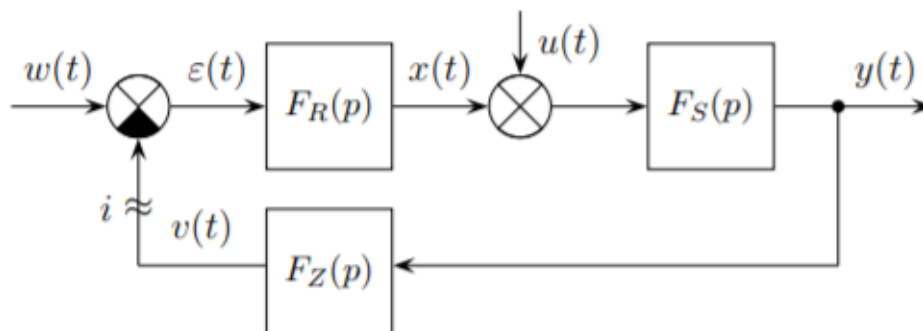 w(t) ε(t) F_R(p) x(t) u(t) F_S(p) y(t)
i ≈ v(t) F_Z(p)